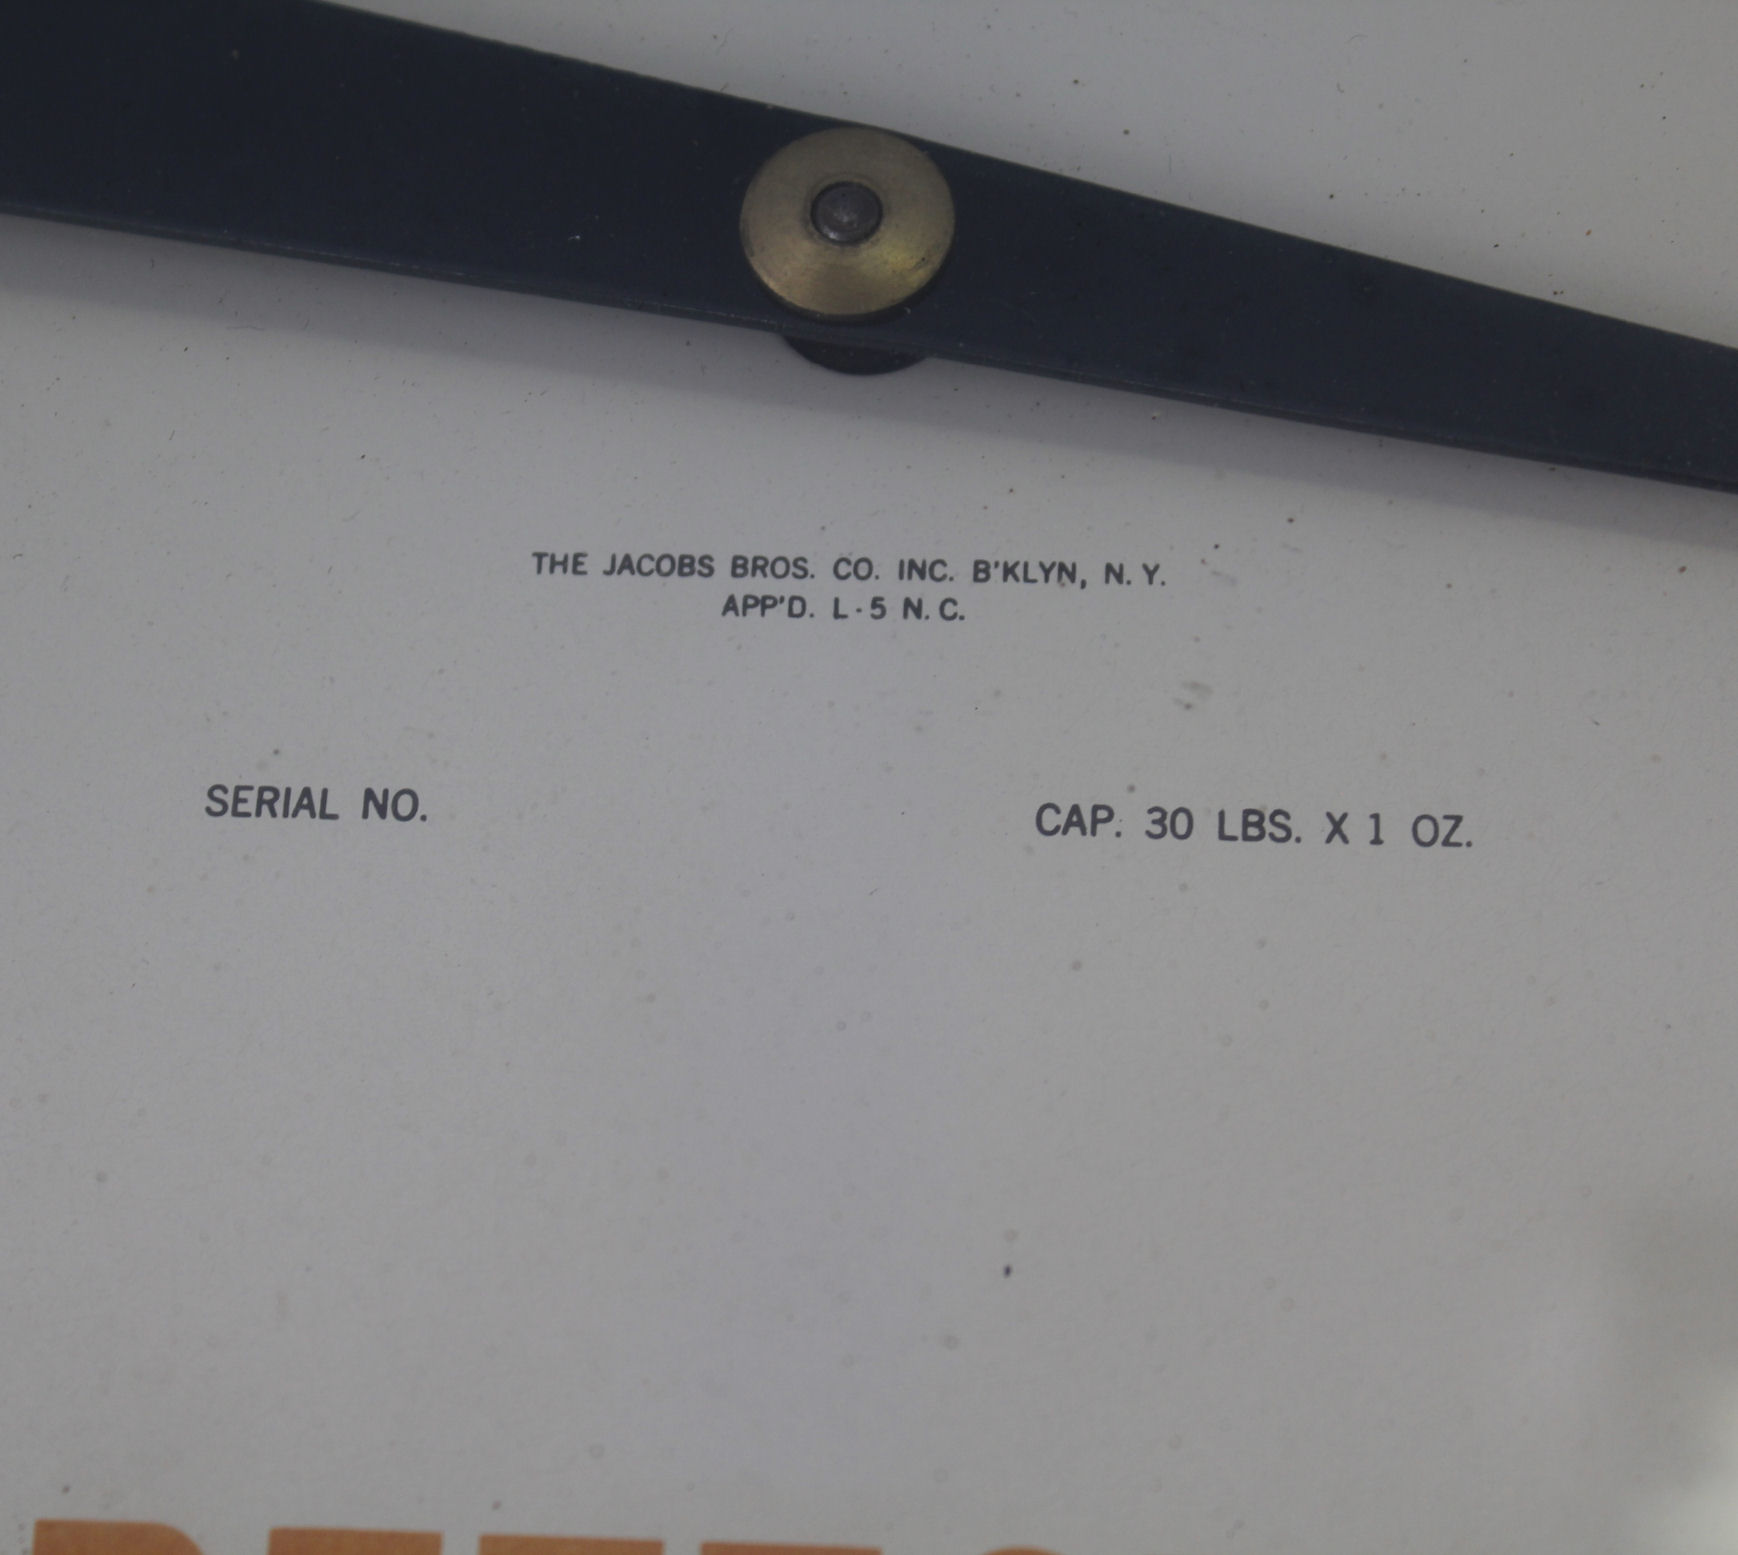 THE JACOBS BROS. CO. INC. B'KLYN, N. Y.
APP'D. L-5 N. C.
SERIAL NO.
CAP. 30 LBS. X 1 OZ.